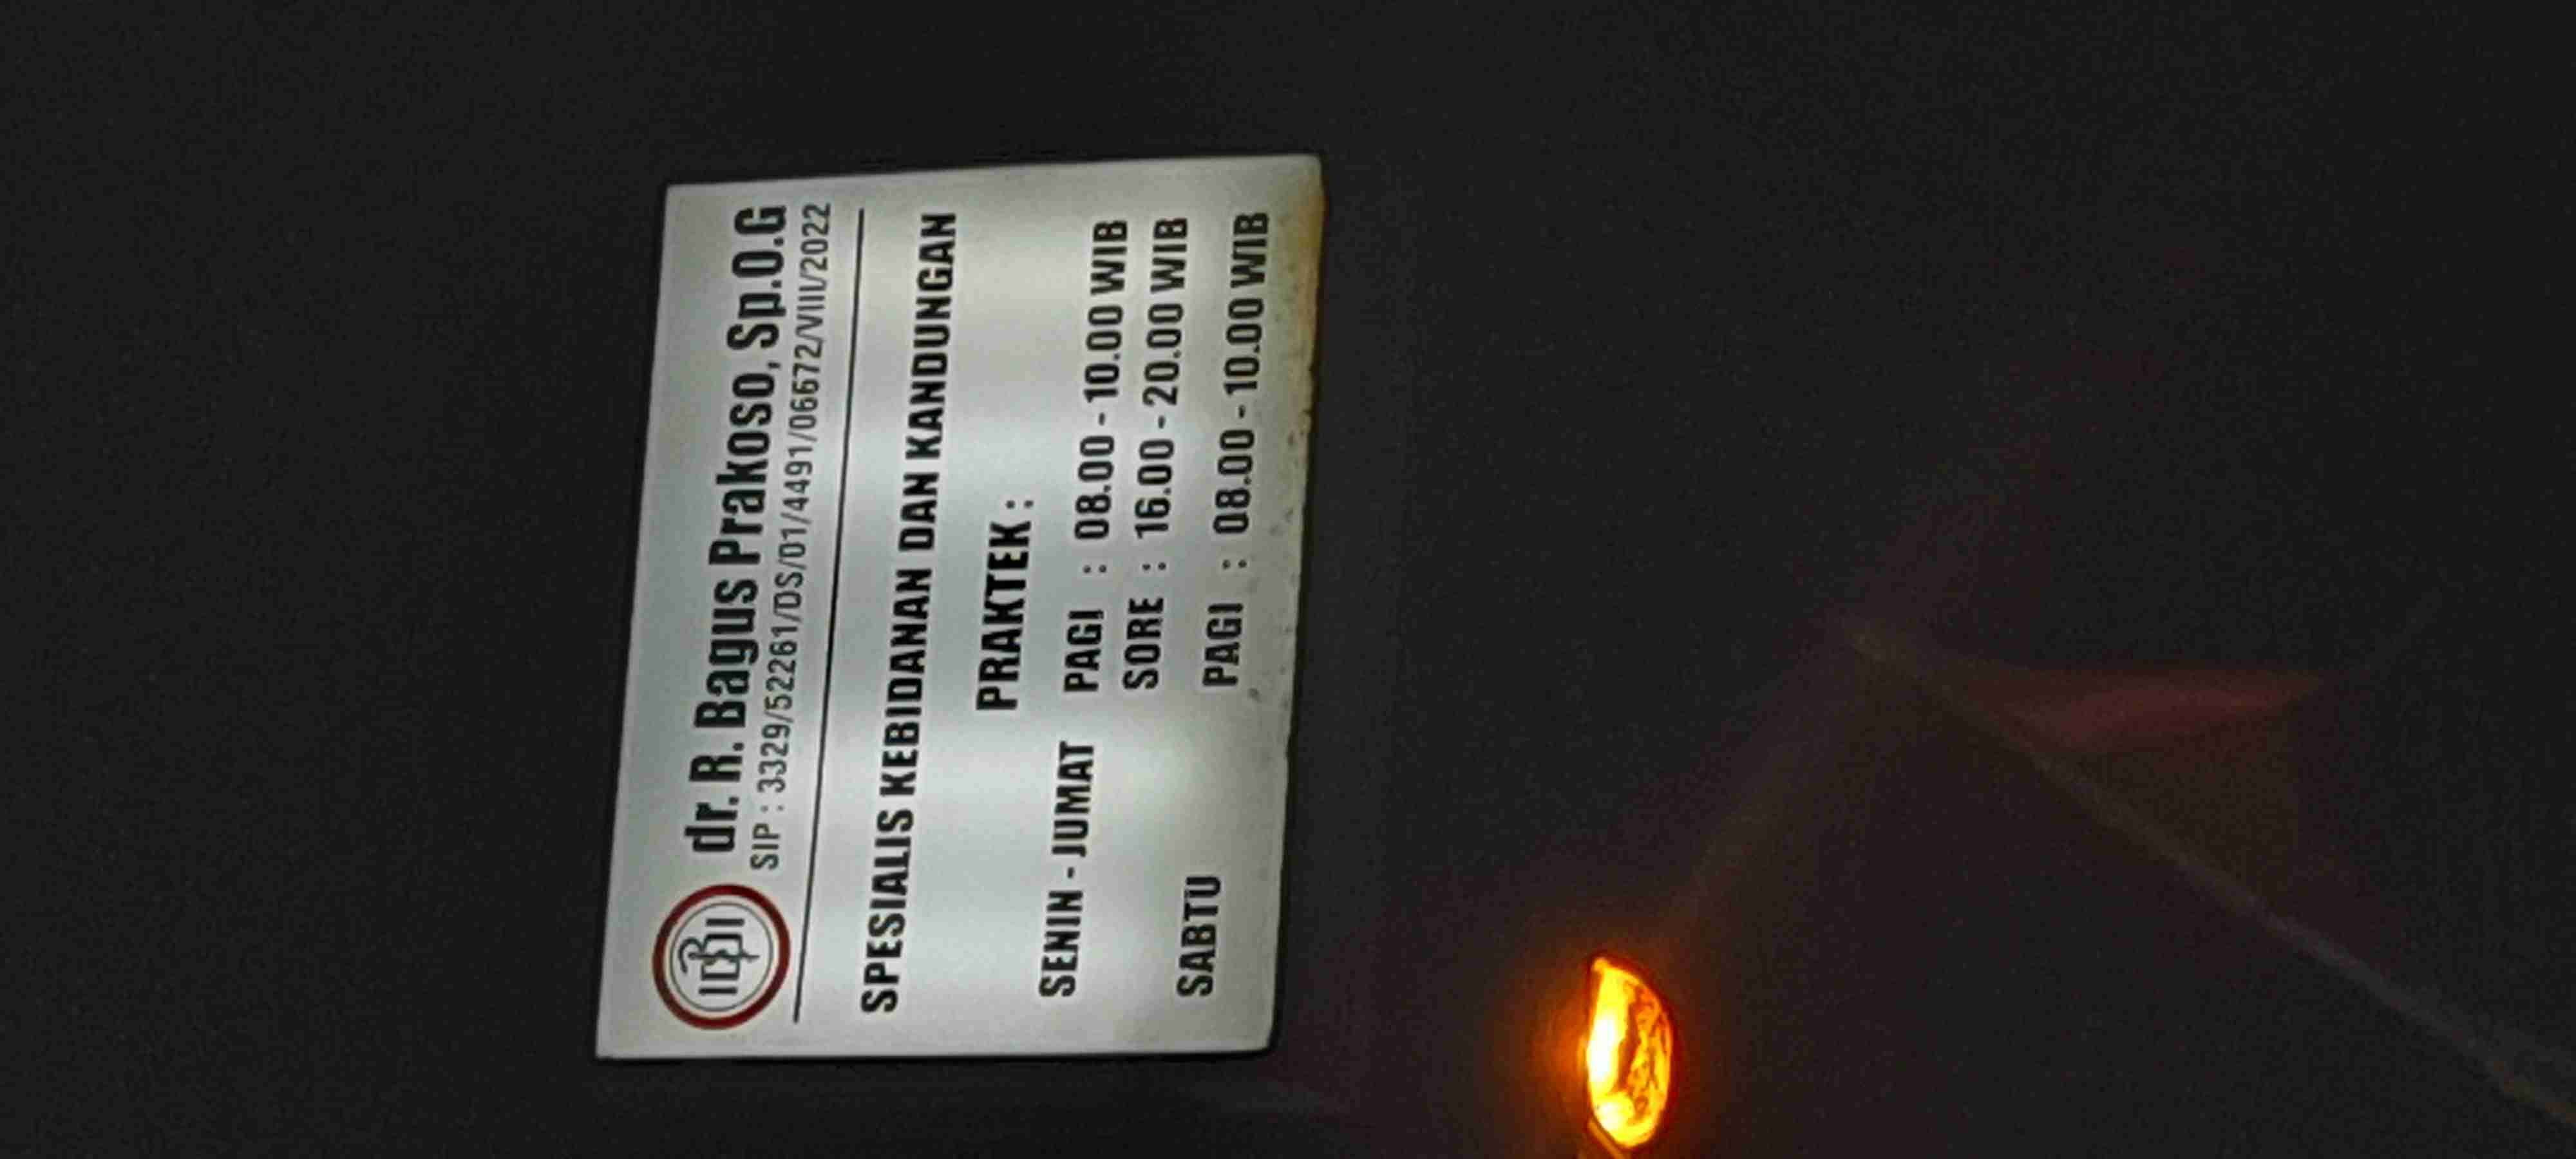 IDI
dr. R. Bagus Prakoso, Sp.O.G
SIP : 3329/52261/DS/01/4491/06672/VIII/2022
SPESIALIS KEBIDANAN DAN KANDUNGAN
PRAKTEK :
SENIN - JUMAT PAGI : 08.00 - 10.00 WIB
SORE : 16.00 - 20.00 WIB
SABTU PAGI : 08.00 - 10.00 WIB